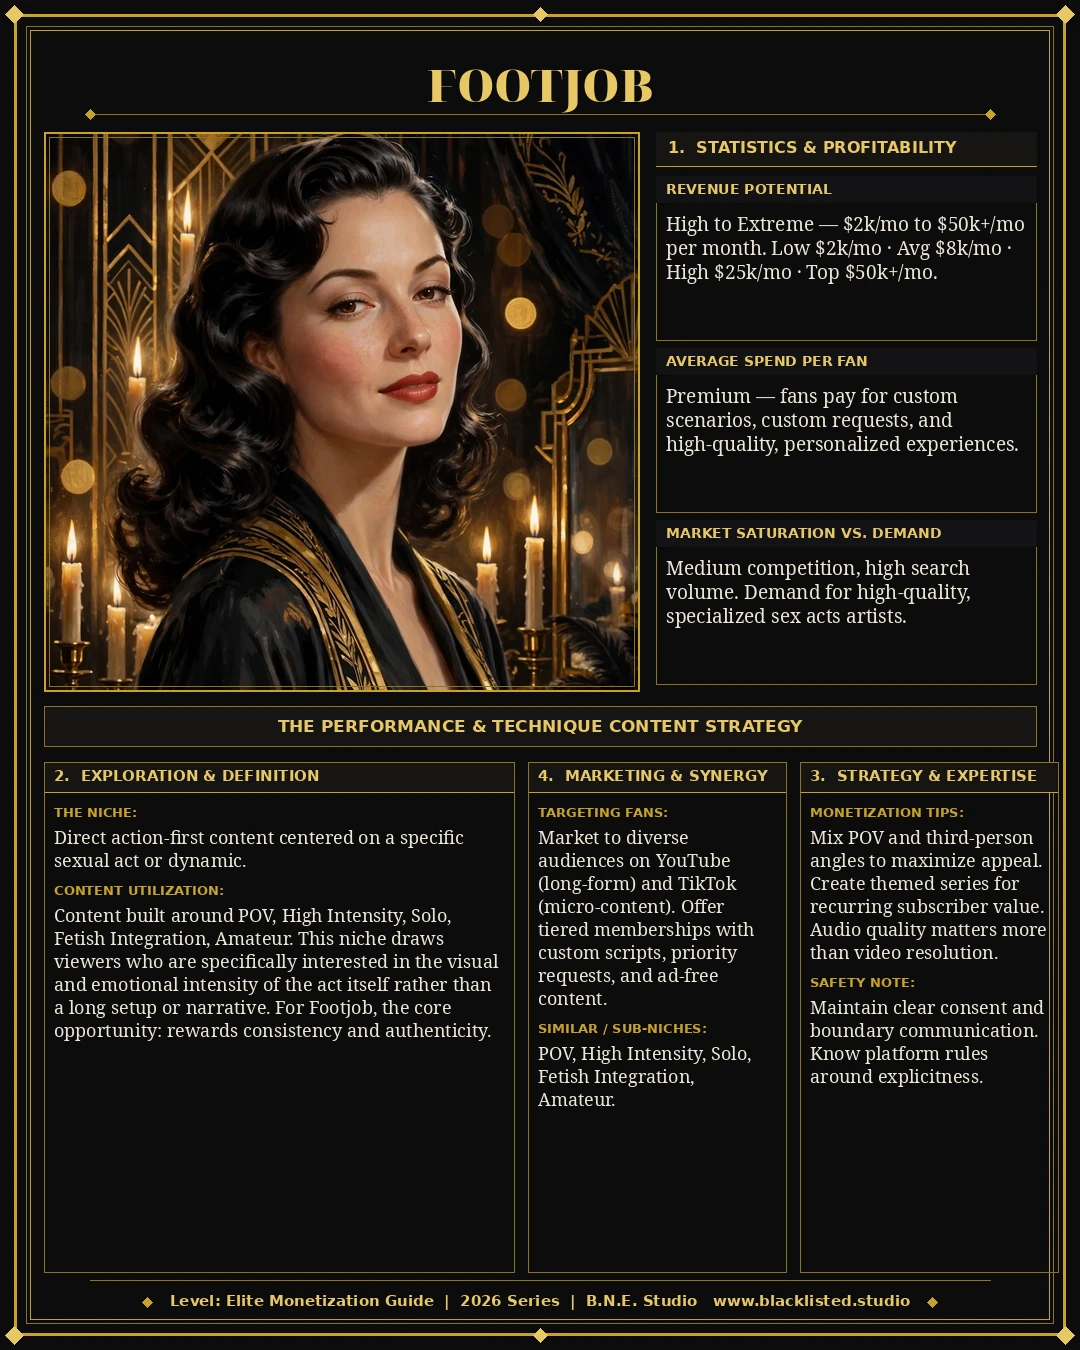 FOOTJOB
1. STATISTICS & PROFITABILITY
REVENUE POTENTIAL
High to Extreme — $2k/mo to $50k+/mo
per month. Low $2k/mo · Avg $8k/mo ·
High $25k/mo · Top $50k+/mo.
AVERAGE SPEND PER FAN
Premium — fans pay for custom
scenarios, custom requests, and
high-quality, personalized experiences.
MARKET SATURATION VS. DEMAND
Medium competition, high search
volume. Demand for high-quality,
specialized sex acts artists.
THE PERFORMANCE & TECHNIQUE CONTENT STRATEGY
2. EXPLORATION & DEFINITION
THE NICHE:
Direct action-first content centered on a specific
sexual act or dynamic.
CONTENT UTILIZATION:
Content built around POV, High Intensity, Solo,
Fetish Integration, Amateur. This niche draws
viewers who are specifically interested in the visual
and emotional intensity of the act itself rather than
a long setup or narrative. For Footjob, the core
opportunity: rewards consistency and authenticity.
4. MARKETING & SYNERGY
TARGETING FANS:
Market to diverse
audiences on YouTube
(long-form) and TikTok
(micro-content). Offer
tiered memberships with
custom scripts, priority
requests, and ad-free
content.
SIMILAR / SUB-NICHES:
POV, High Intensity, Solo,
Fetish Integration,
Amateur.
3. STRATEGY & EXPERTISE
MONETIZATION TIPS:
Mix POV and third-person
angles to maximize appeal.
Create themed series for
recurring subscriber value.
Audio quality matters more
than video resolution.
SAFETY NOTE:
Maintain clear consent and
boundary communication.
Know platform rules
around explicitness.
Level: Elite Monetization Guide | 2026 Series | B.N.E. Studio www.blacklisted.studio